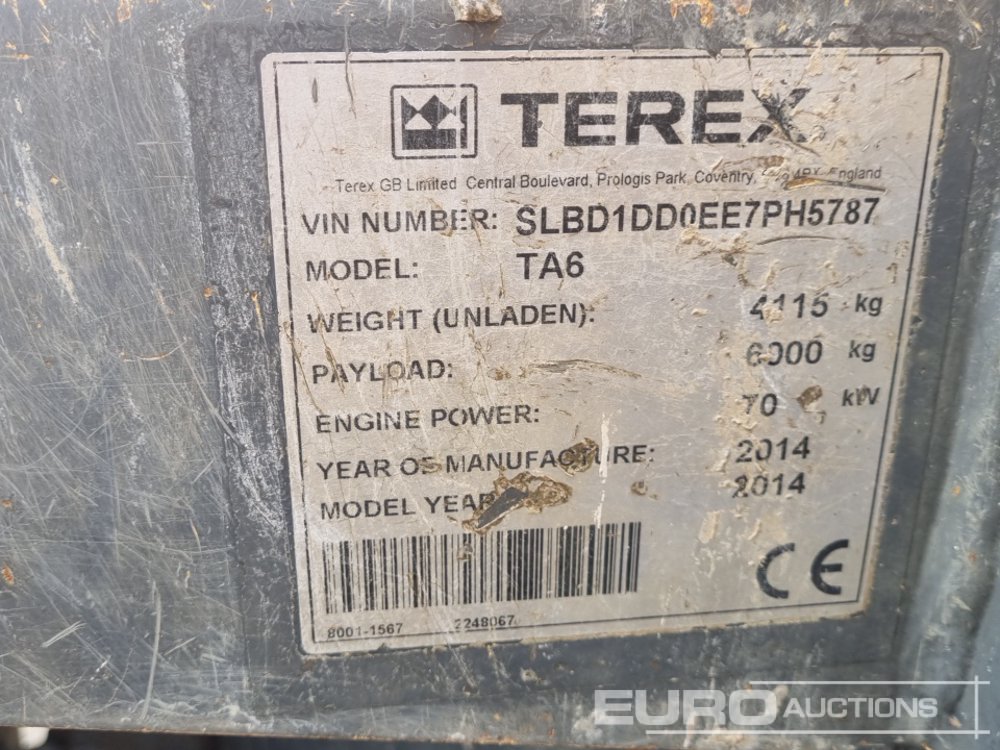 TEREX
Terex GB Limited Central Boulevard, Prologis Park, Coventry, England
VIN NUMBER: SLBD1DD0EE7PH5787
MODEL: TA6
WEIGHT (UNLADEN): 4115 kg
PAYLOAD: 6000 kg
ENGINE POWER: 70 kW
YEAR OF MANUFACTURE: 2014
MODEL YEAR 2014
CE
8001-1567 2248067
EURO AUCTIONS